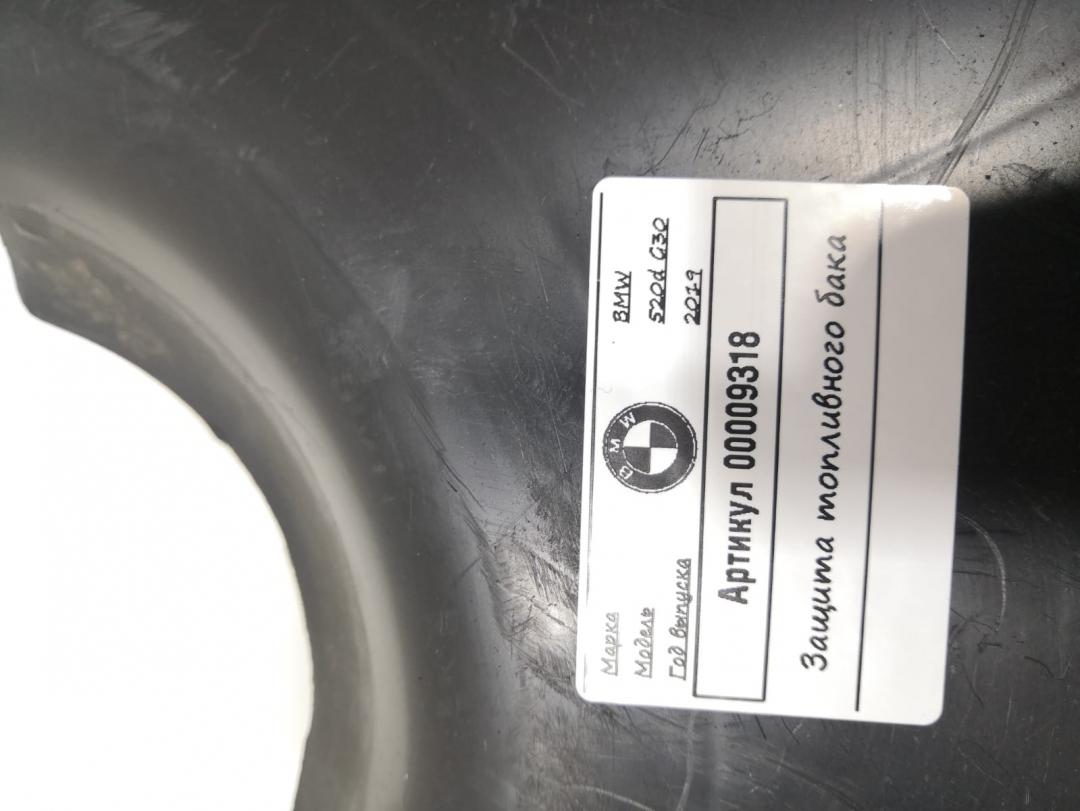 Марка BMW
Модель 520d G30
Год выпуска 2019
BMW
Артикул 00009318
Защита топливного бака